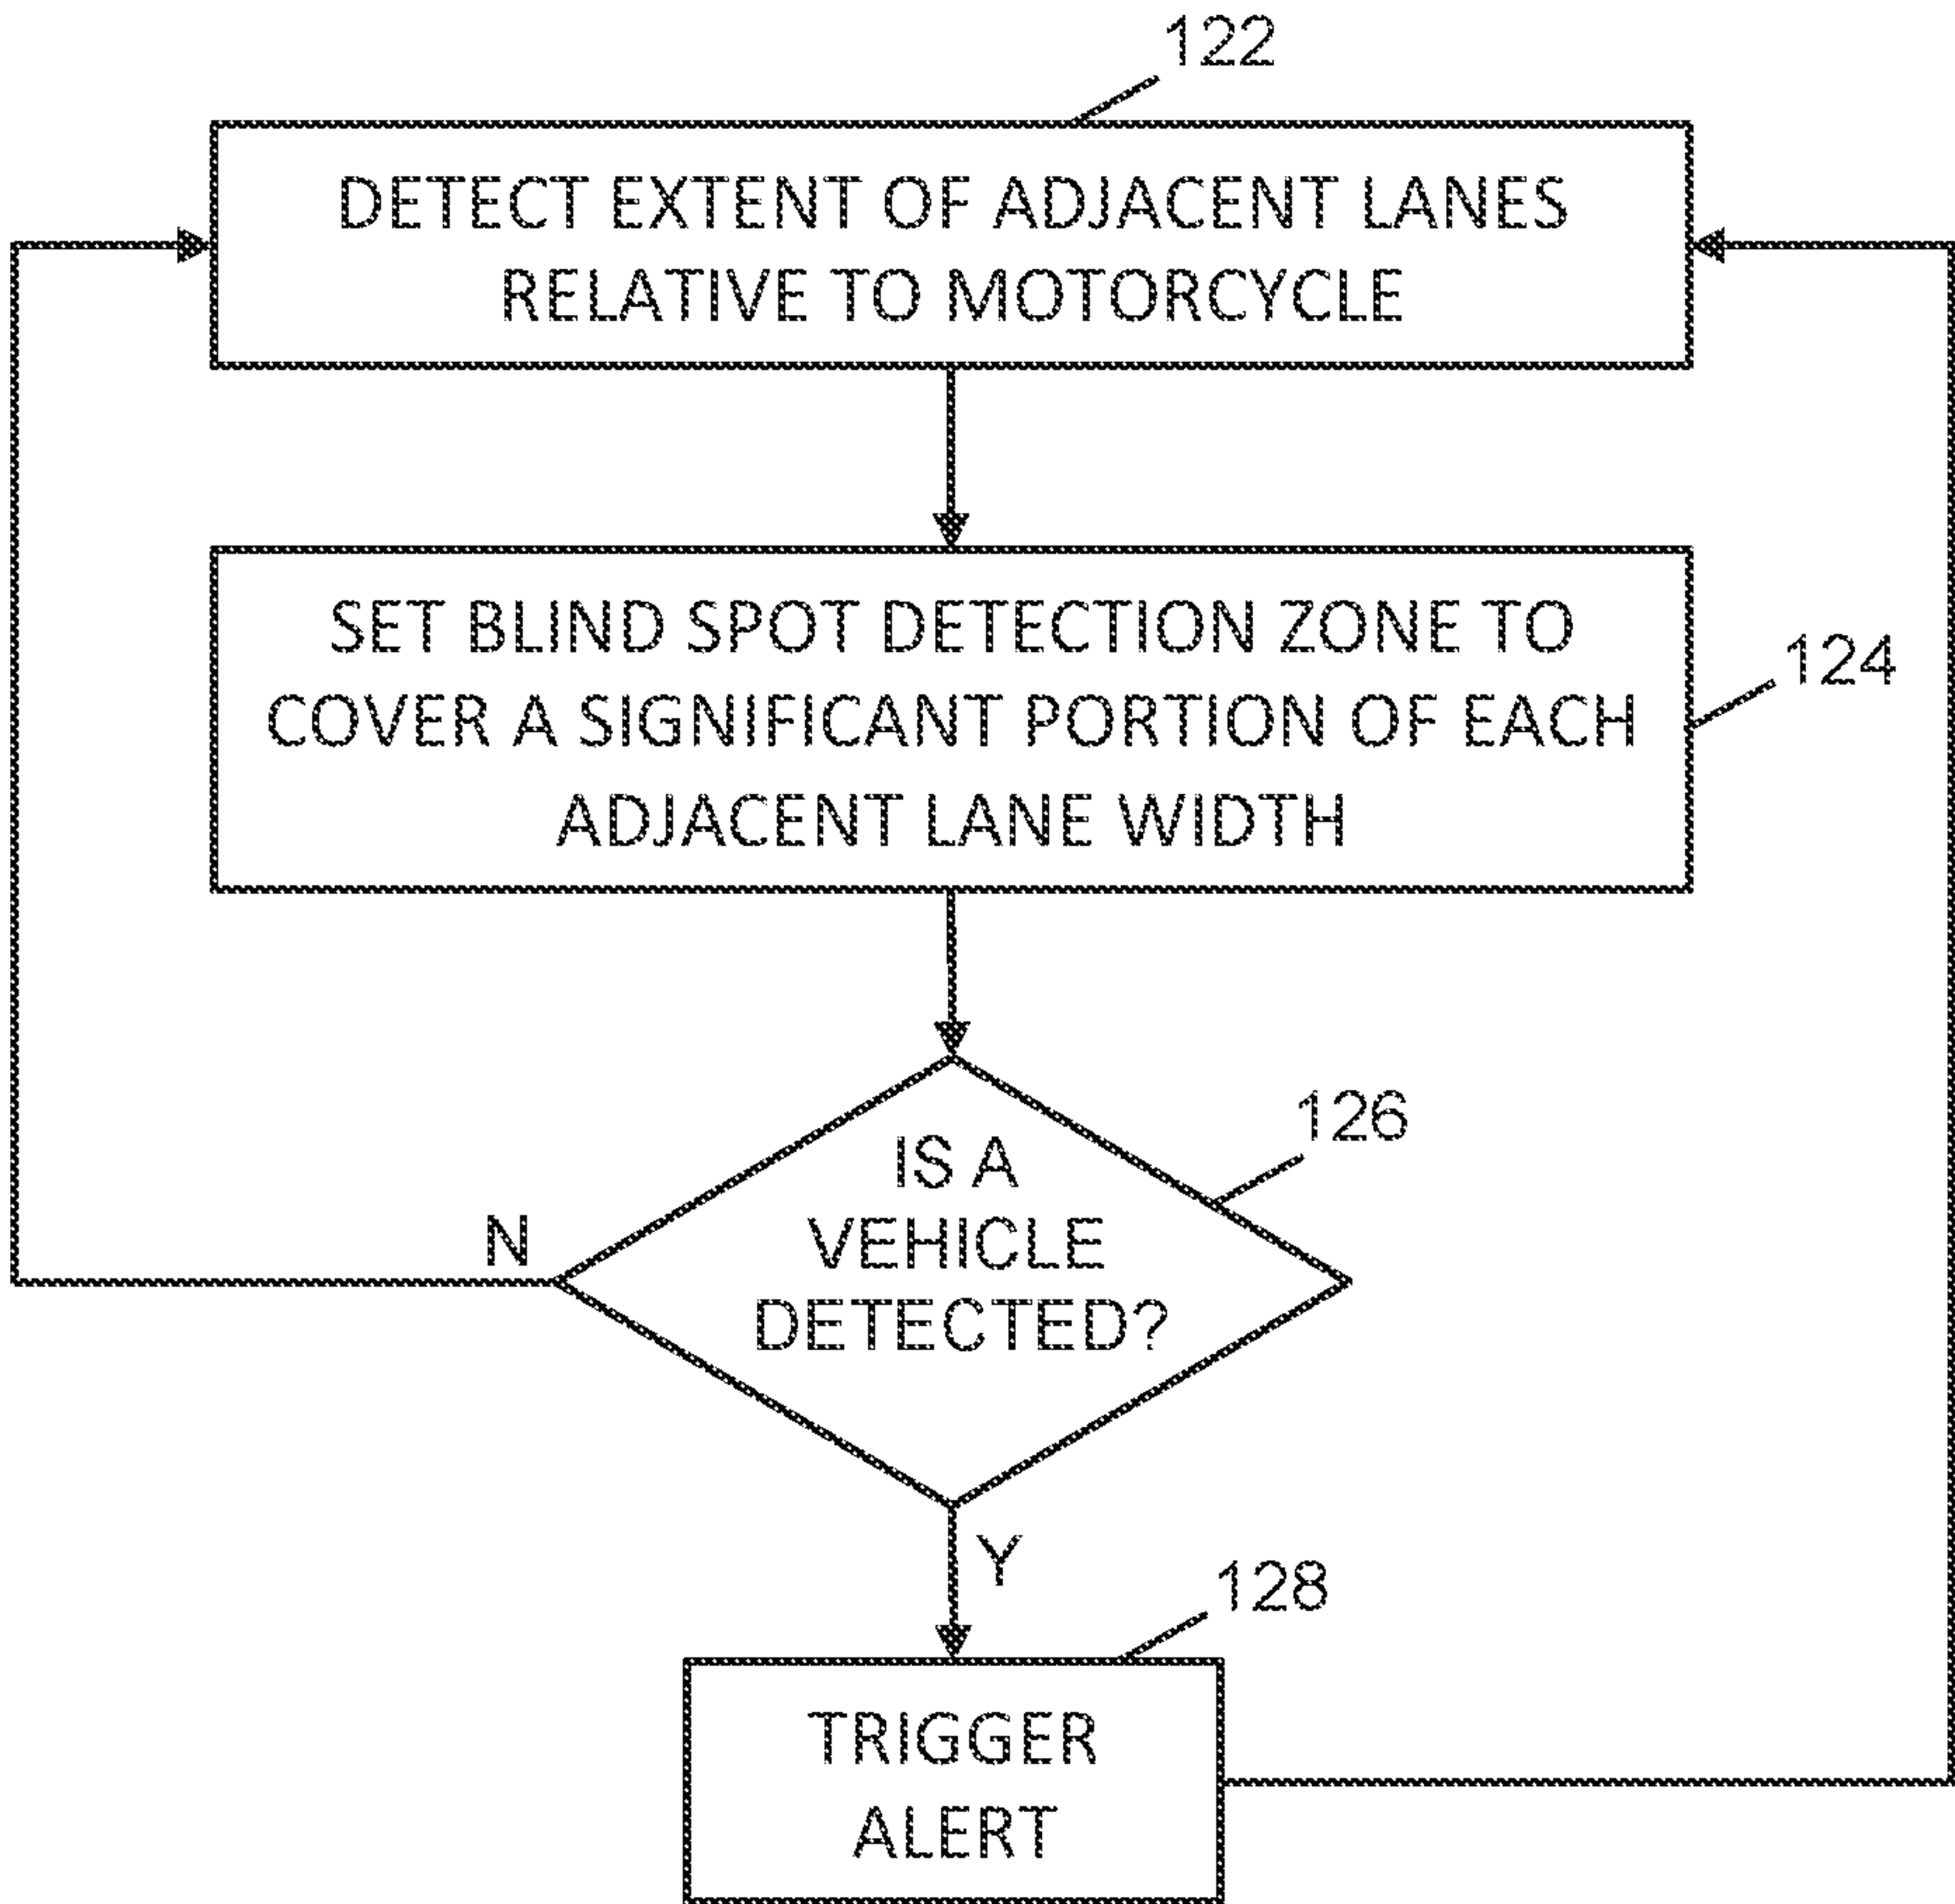 122
DETECT EXTENT OF ADJACENT LANES
RELATIVE TO MOTORCYCLE
SET BLIND SPOT DETECTION ZONE TO
COVER A SIGNIFICANT PORTION OF EACH
ADJACENT LANE WIDTH
124
126
IS A
VEHICLE
DETECTED?
N
Y
128
TRIGGER
ALERT